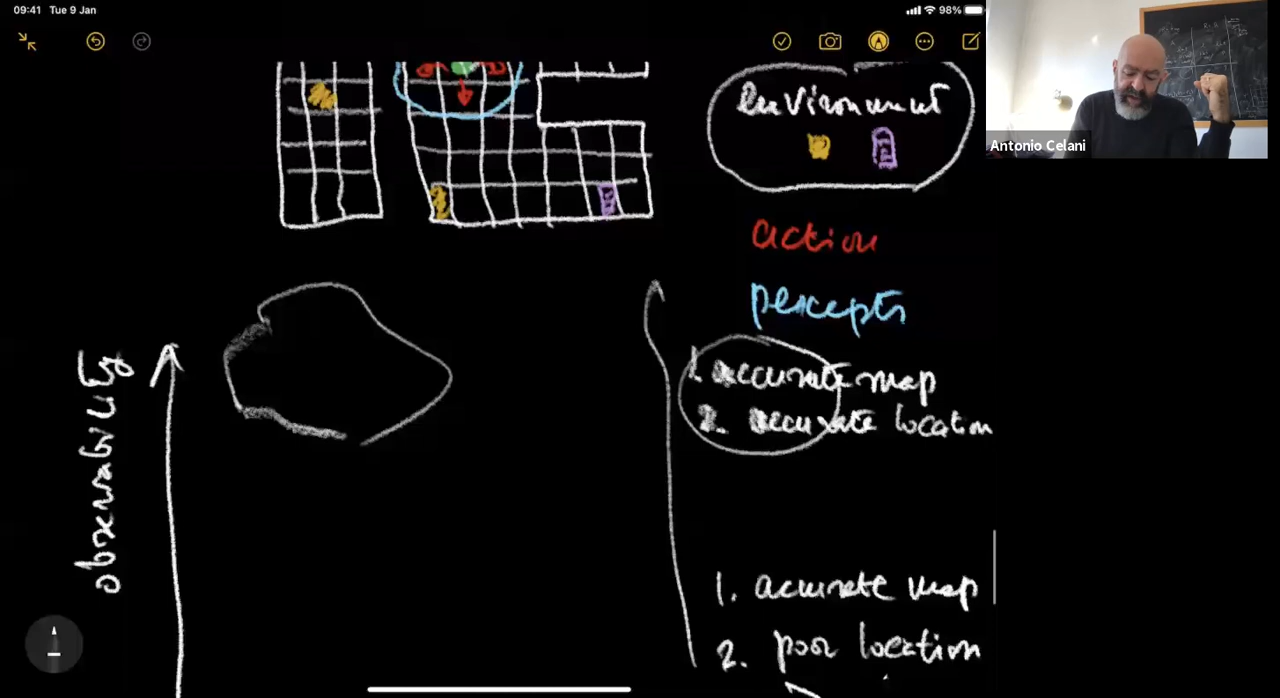 09:41 Tue 9 Jan
98%
Antonio Celani
environment
action
percepts
observability
1. accurate map
2. accurate location
1. accurate map
2. poor location